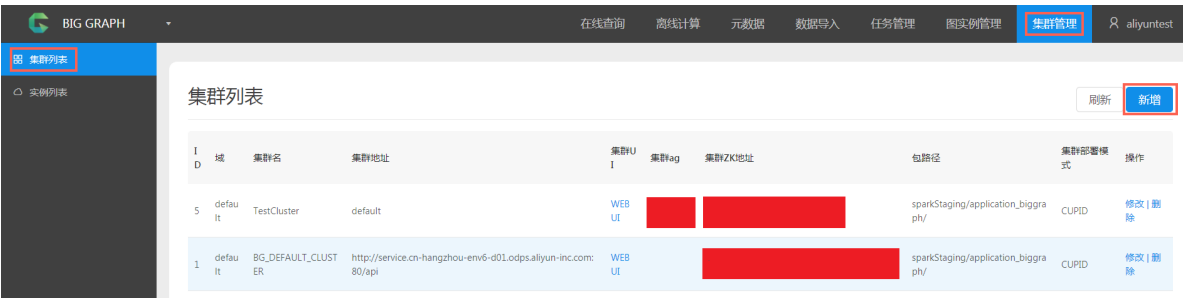 BIG GRAPH 在线查询 离线计算 元数据 数据导入 任务管理 图实例管理 集群管理 aliyuntest
集群列表
实例列表
集群列表
刷新 新增
ID 域 集群名 集群地址 集群UI 集群ag 集群ZK地址 包路径 集群部署模式 操作
5 default TestCluster default WEB UI sparkStaging/application_biggraph/ CUPID 修改 | 删除
1 default BG_DEFAULT_CLUSTER http://service.cn-hangzhou-env6-d01.odps.aliyun-inc.com:80/api WEB UI sparkStaging/application_biggraph/ CUPID 修改 | 删除